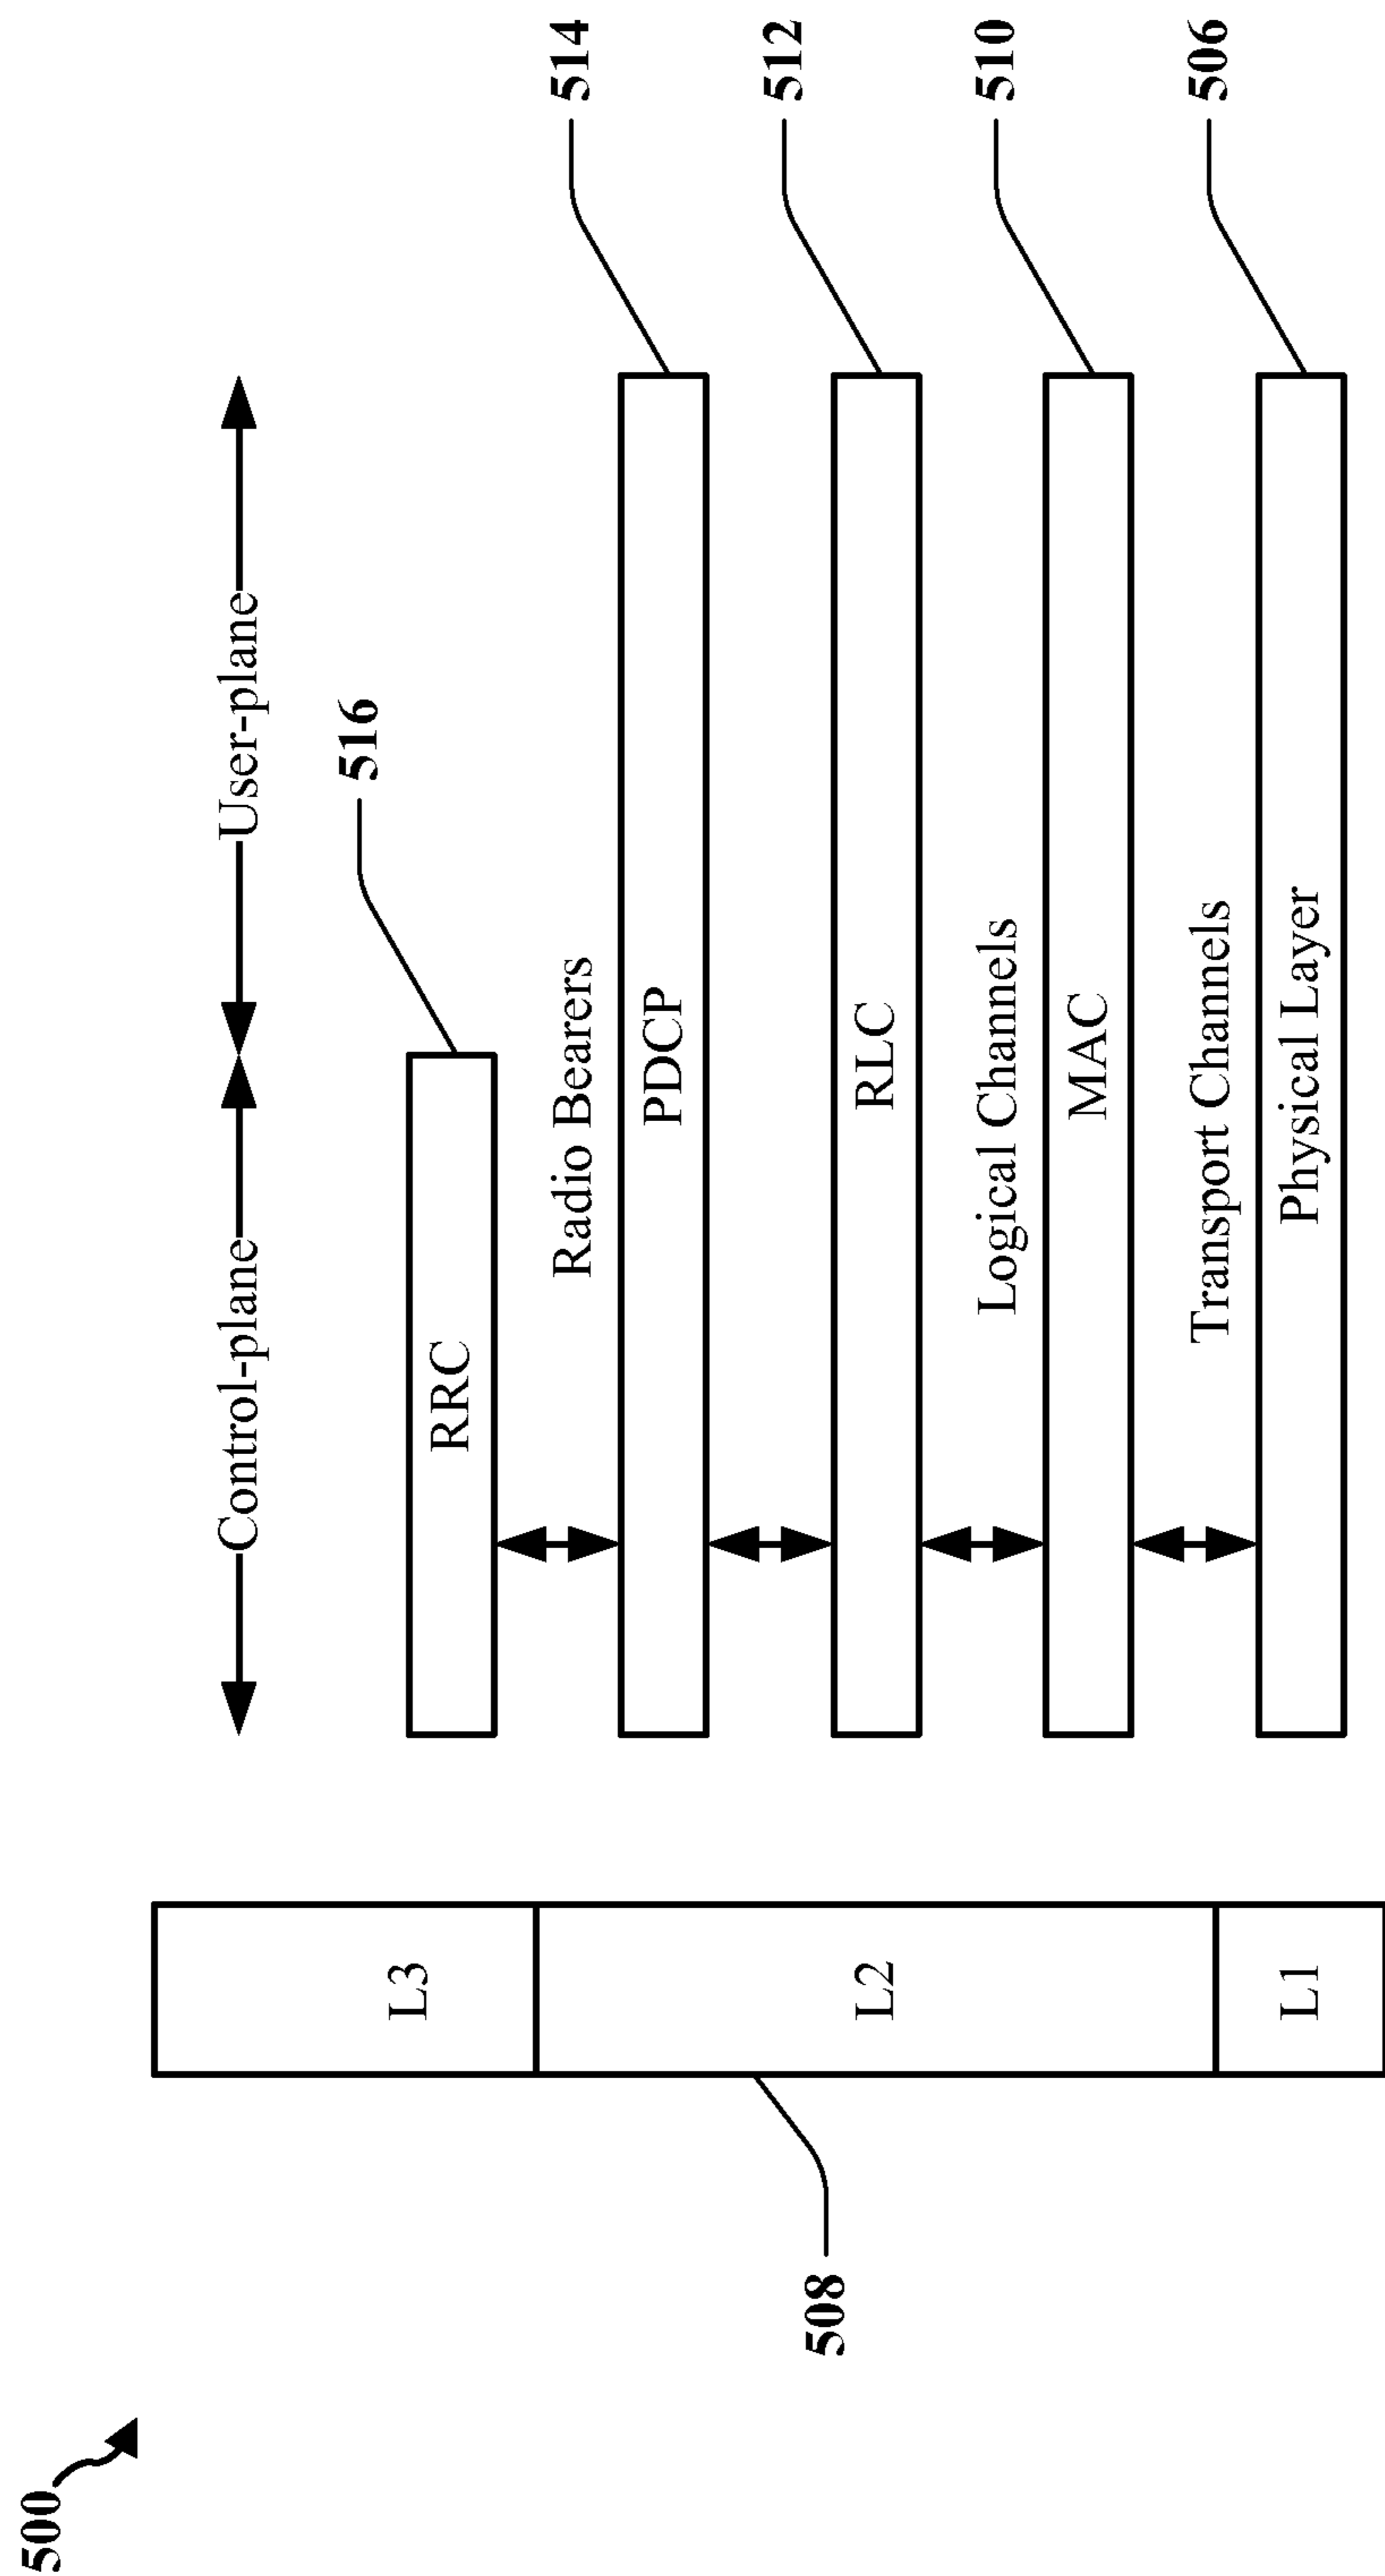 500
Control-plane
User-plane
516
L3
RRC
Radio Bearers
514
PDCP
508
L2
512
RLC
Logical Channels
510
MAC
Transport Channels
506
L1
Physical Layer